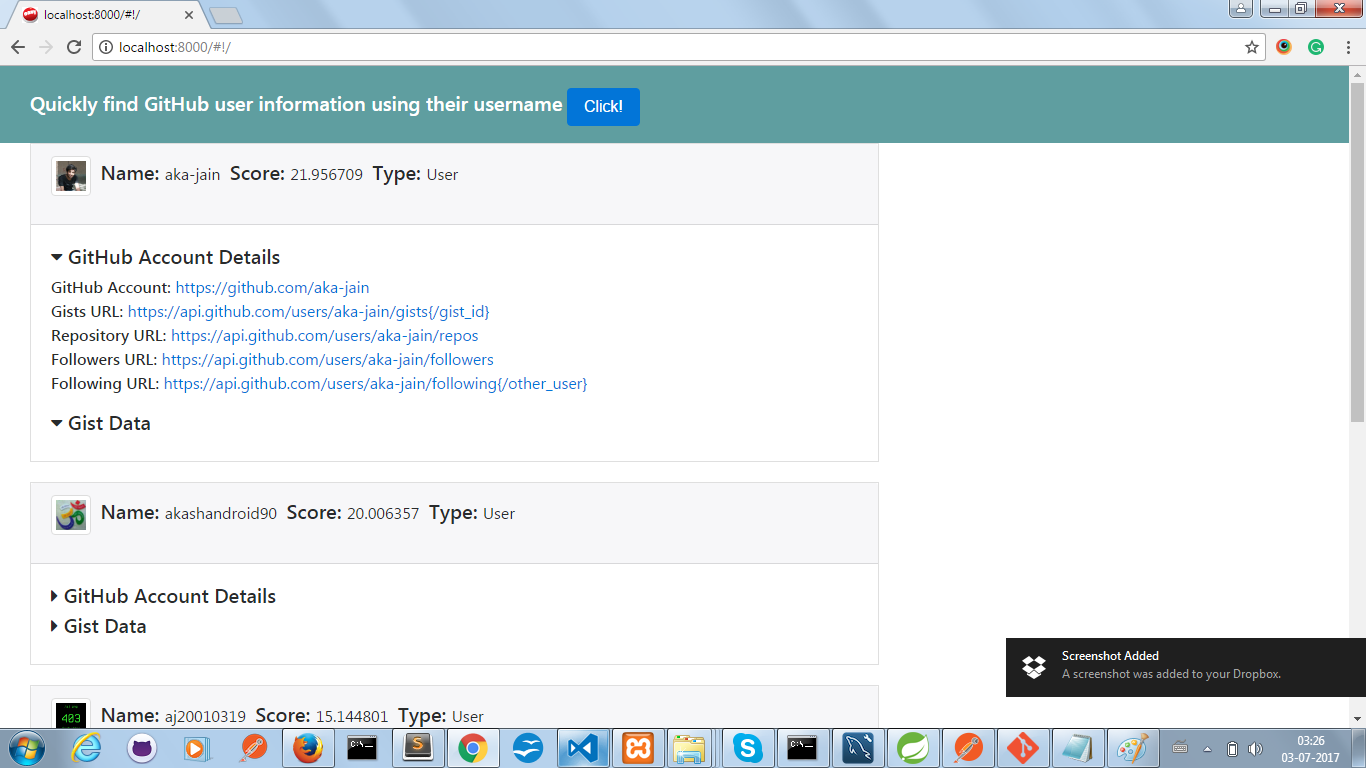 localhost:8000/#!/
localhost:8000/#!/
Quickly find GitHub user information using their username Click!
Name: aka-jain Score: 21.956709 Type: User
GitHub Account Details
GitHub Account: https://github.com/aka-jain
Gists URL: https://api.github.com/users/aka-jain/gists{/gist_id}
Repository URL: https://api.github.com/users/aka-jain/repos
Followers URL: https://api.github.com/users/aka-jain/followers
Following URL: https://api.github.com/users/aka-jain/following{/other_user}
Gist Data
Name: akashandroid90 Score: 20.006357 Type: User
GitHub Account Details
Gist Data
Screenshot Added
A screenshot was added to your Dropbox.
403
Name: aj20010319 Score: 15.144801 Type: User
03:26
03-07-2017